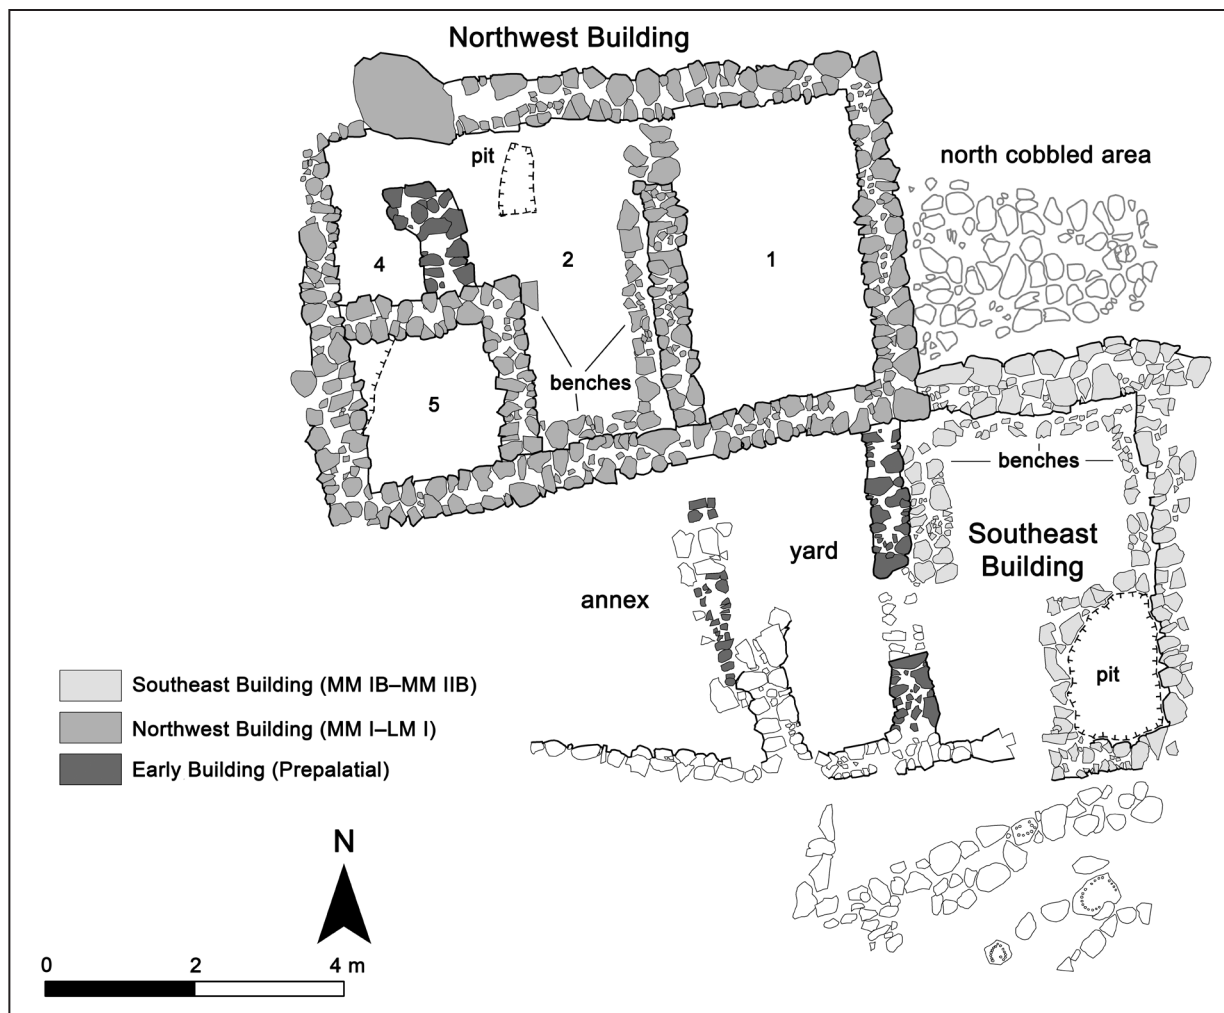 Northwest Building
pit
north cobbled area
4
2
1
benches
5
benches
Southeast
Building
yard
annex
pit
Southeast Building (MM IB–MM IIB)
Northwest Building (MM I–LM I)
Early Building (Prepalatial)
N
0 2 4 m